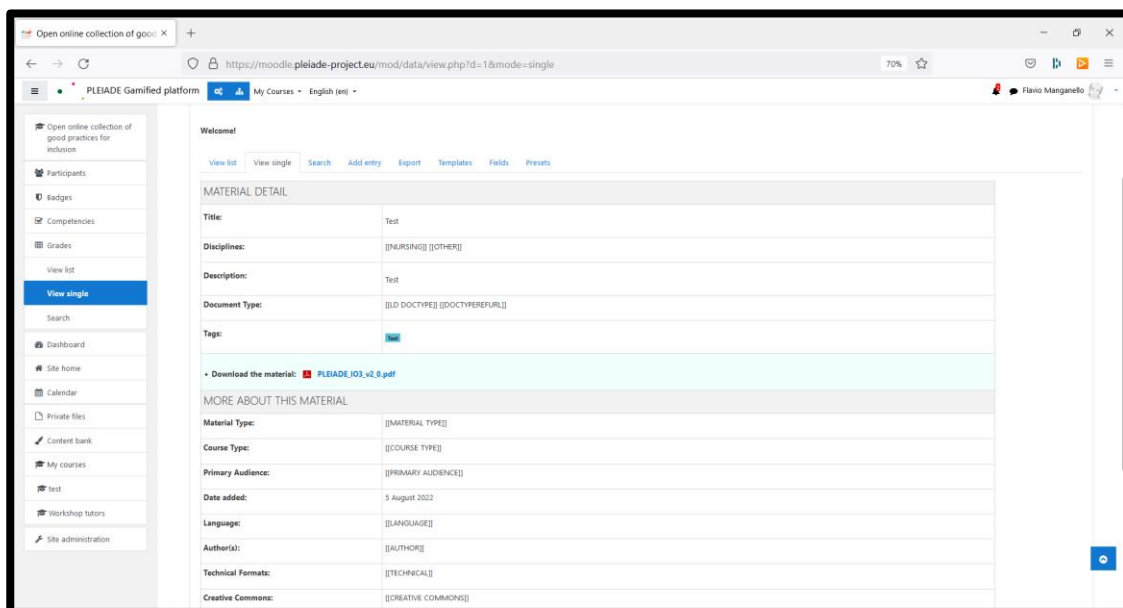 Open online collection of good
https://moodle.pleiade-project.eu/mod/data/view.php?d=1&mode=single
70%
PLEIADE Gamified platform
My Courses
English (en)
Flavio Manganello
Open online collection of
good practices for
inclusion
Participants
Badges
Competencies
Grades
View list
View single
Search
Dashboard
Site home
Calendar
Private files
Content bank
My courses
test
Workshop tutors
Site administration
Welcome!
View list View single Search Add entry Export Templates Fields Presets
MATERIAL DETAIL
Title: Test
Disciplines: [[NURSING]] [[OTHER]]
Description: Test
Document Type: [[LD DOCTYPE]] [[DOCTYPEREFURL]]
Tags: Test
• Download the material: PLEIADE_IO3_v2_0.pdf
MORE ABOUT THIS MATERIAL
Material Type: [[MATERIAL TYPE]]
Course Type: [[COURSE TYPE]]
Primary Audience: [[PRIMARY AUDIENCE]]
Date added: 5 August 2022
Language: [[LANGUAGE]]
Author(s): [[AUTHOR]]
Technical Formats: [[TECHNICAL]]
Creative Commons: [[CREATIVE COMMONS]]